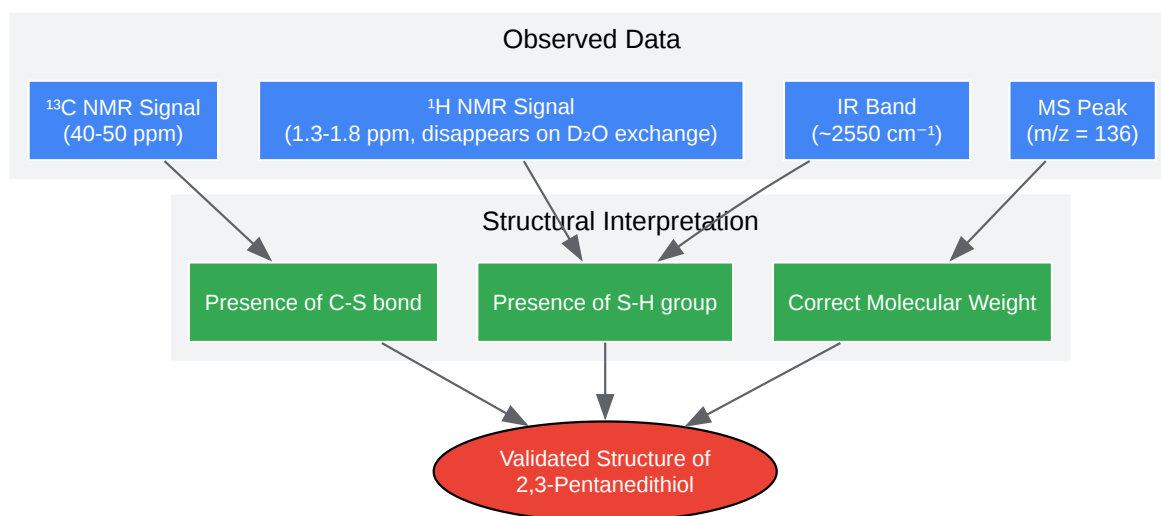 Observed Data
¹³C NMR Signal
(40-50 ppm)
¹H NMR Signal
(1.3-1.8 ppm, disappears on D₂O exchange)
IR Band
(~2550 cm⁻¹)
MS Peak
(m/z = 136)
Structural Interpretation
Presence of C-S bond
Presence of S-H group
Correct Molecular Weight
Validated Structure of
2,3-Pentanedithiol